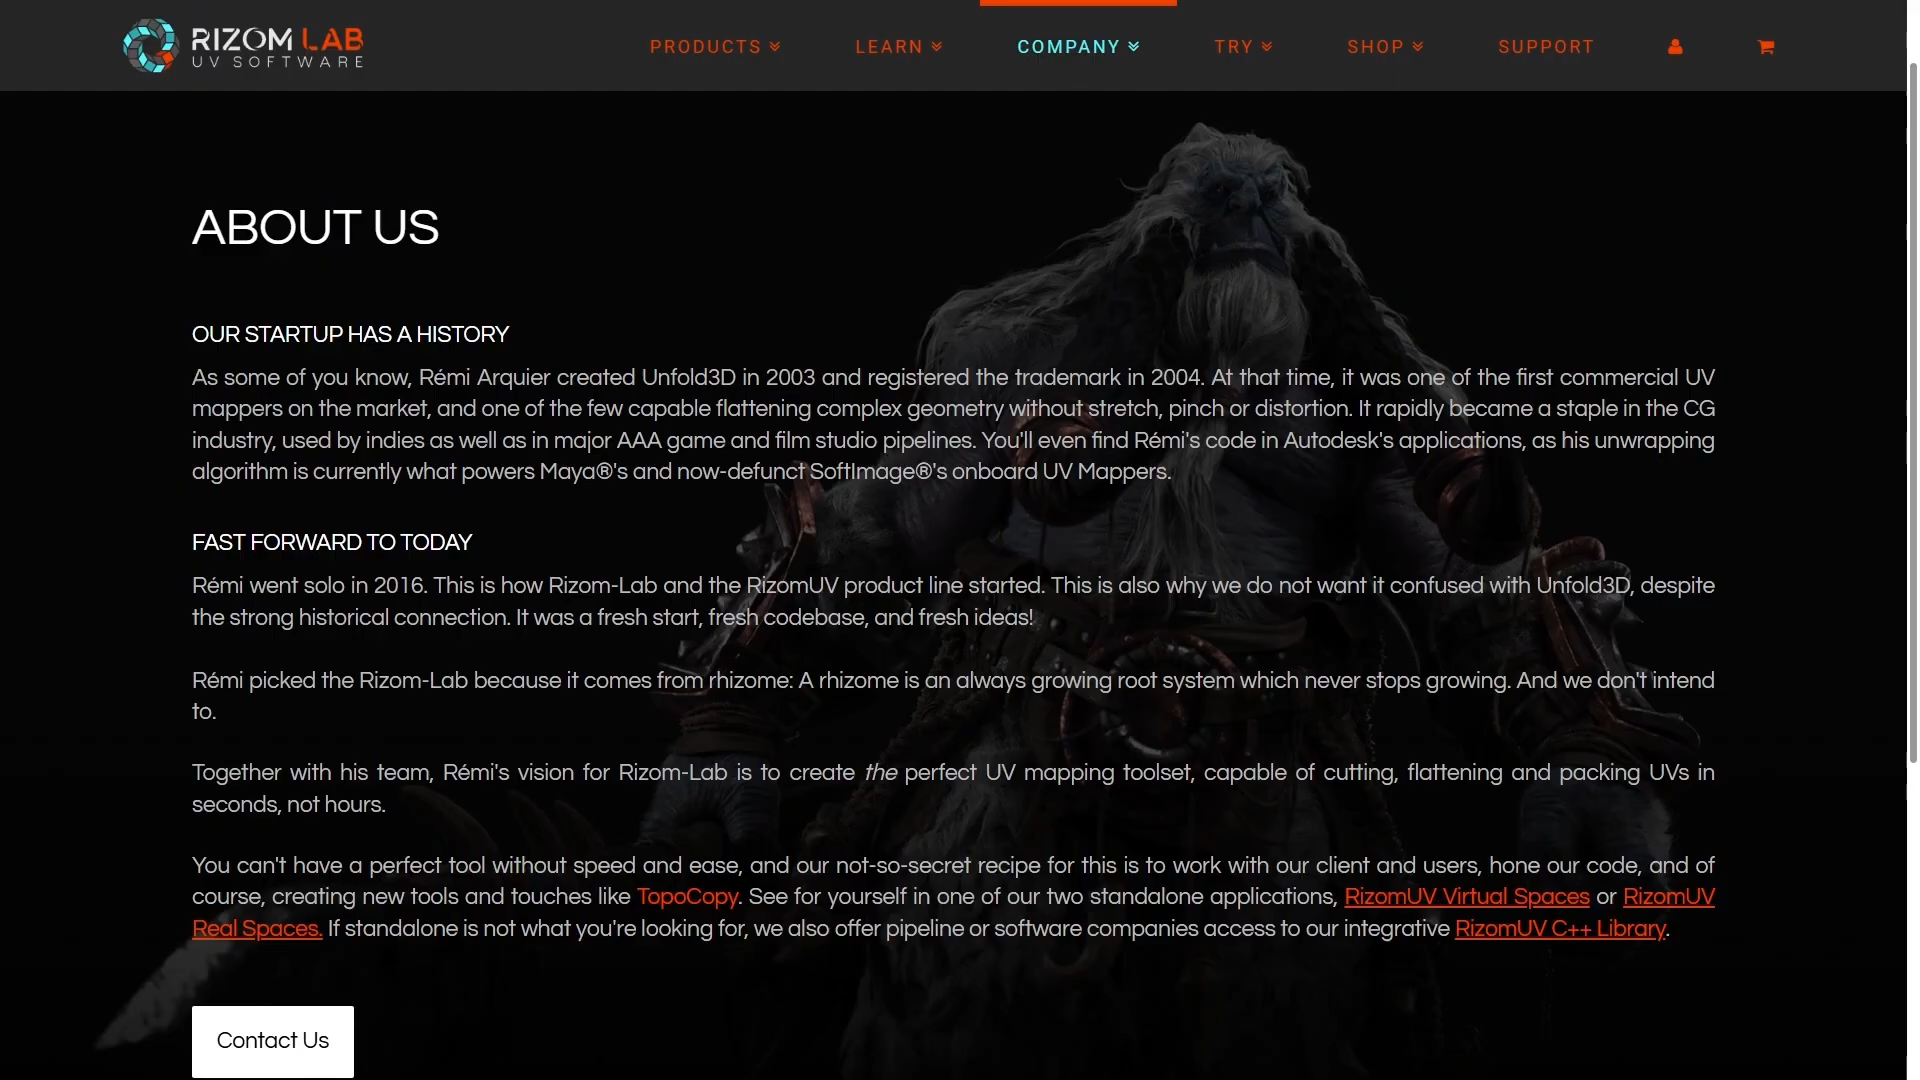 RIZOM LAB
UV SOFTWARE
PRODUCTS
LEARN
COMPANY
TRY
SHOP
SUPPORT
ABOUT US
OUR STARTUP HAS A HISTORY
As some of you know, Rémi Arquier created Unfold3D in 2003 and registered the trademark in 2004. At that time, it was one of the first commercial UV
mappers on the market, and one of the few capable flattening complex geometry without stretch, pinch or distortion. It rapidly became a staple in the CG
industry, used by indies as well as in major AAA game and film studio pipelines. You'll even find Rémi's code in Autodesk's applications, as his unwrapping
algorithm is currently what powers Maya®'s and now-defunct SoftImage®'s onboard UV Mappers.
FAST FORWARD TO TODAY
Rémi went solo in 2016. This is how Rizom-Lab and the RizomUV product line started. This is also why we do not want it confused with Unfold3D, despite
the strong historical connection. It was a fresh start, fresh codebase, and fresh ideas!
Rémi picked the Rizom-Lab because it comes from rhizome: A rhizome is an always growing root system which never stops growing. And we don't intend
to.
Together with his team, Rémi's vision for Rizom-Lab is to create the perfect UV mapping toolset, capable of cutting, flattening and packing UVs in
seconds, not hours.
You can't have a perfect tool without speed and ease, and our not-so-secret recipe for this is to work with our client and users, hone our code, and of
course, creating new tools and touches like TopoCopy. See for yourself in one of our two standalone applications, RizomUV Virtual Spaces or RizomUV
Real Spaces. If standalone is not what you're looking for, we also offer pipeline or software companies access to our integrative RizomUV C++ Library.
Contact Us